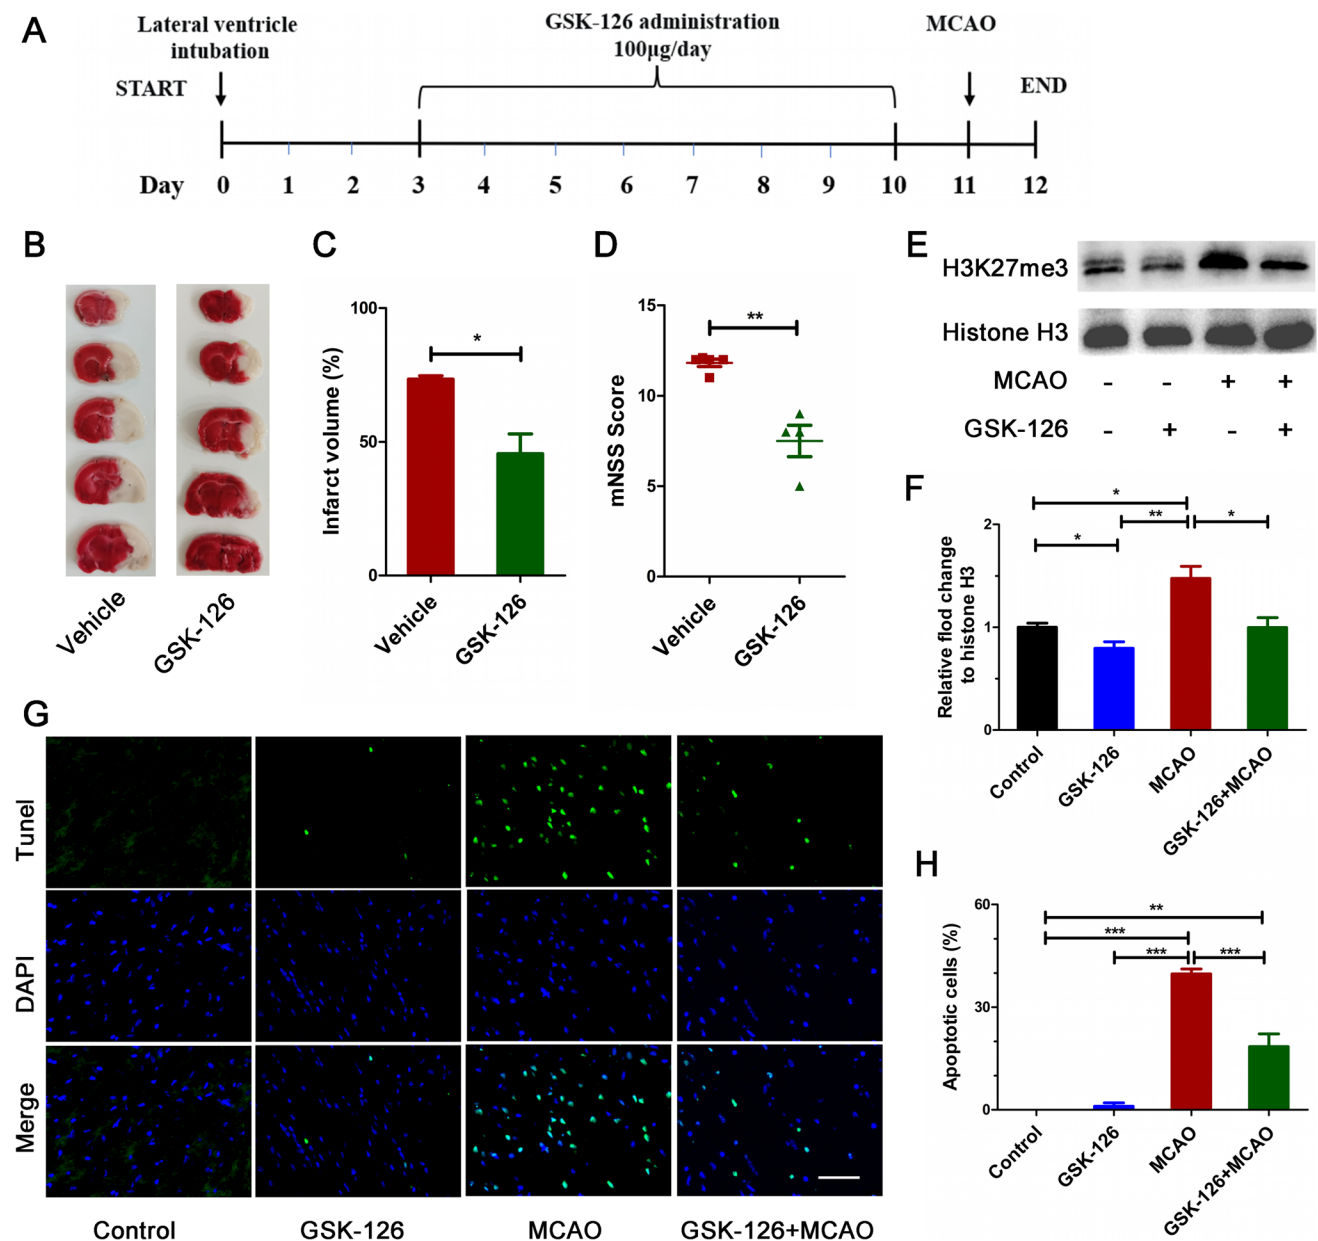 A
Lateral ventricle
intubation
GSK-126 administration
100μg/day
MCAO
START
END
Day 0 1 2 3 4 5 6 7 8 9 10 11 12
B
Vehicle
GSK-126
C
Infarct volume (%)
100
50
0
*
Vehicle
GSK-126
D
mNSS Score
15
10
5
0
**
Vehicle
GSK-126
E
H3K27me3
Histone H3
MCAO - - + +
GSK-126 - + - +
F
Relative flod change
to histone H3
2
1
0
*
** *
*
Control
GSK-126
MCAO
GSK-126+MCAO
G
Tunel
DAPI
Merge
Control GSK-126 MCAO GSK-126+MCAO
H
Apoptotic cells (%)
60
30
0
**
***
*** ***
Control
GSK-126
MCAO
GSK-126+MCAO